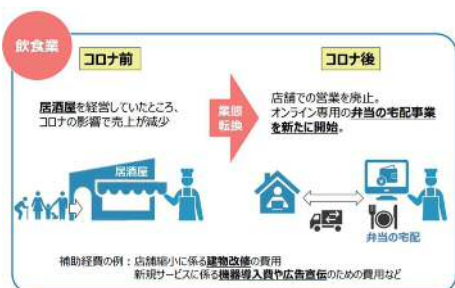 飲食業
コロナ前
居酒屋を経営していたところ、
コロナの影響で売上が減少
業態
転換
コロナ後
店舗での営業を廃止。
オンライン専用の弁当の宅配事業
を新たに開始。
居酒屋
弁当の宅配
補助経費の例：店舗縮小に係る建物改修の費用
新規サービスに係る機器導入費や広告宣伝のための費用など